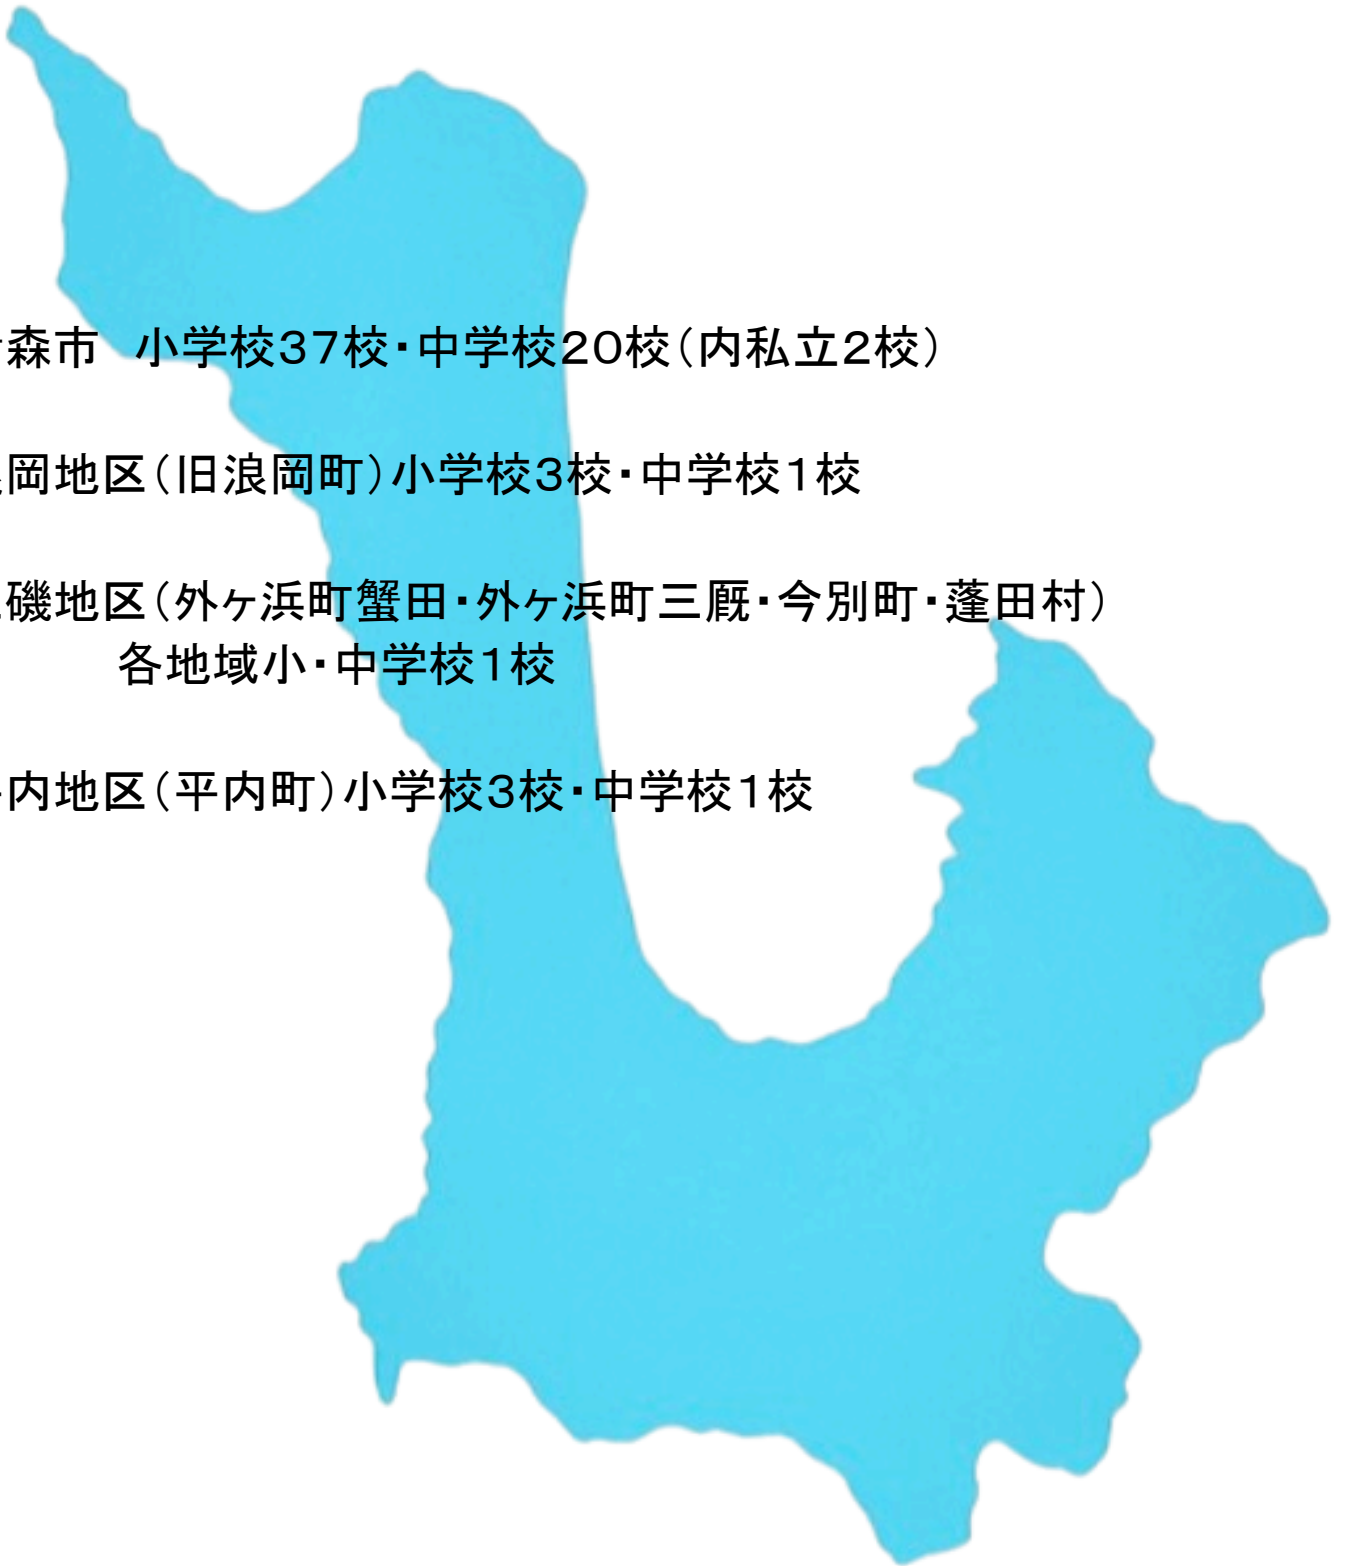 森市　小学校37校・中学校20校（内私立2校）
岡地区（旧浪岡町）小学校3校・中学校1校
磯地区（外ヶ浜町蟹田・外ヶ浜町三厩・今別町・蓬田村）
各地域小・中学校1校
内地区（平内町）小学校3校・中学校1校